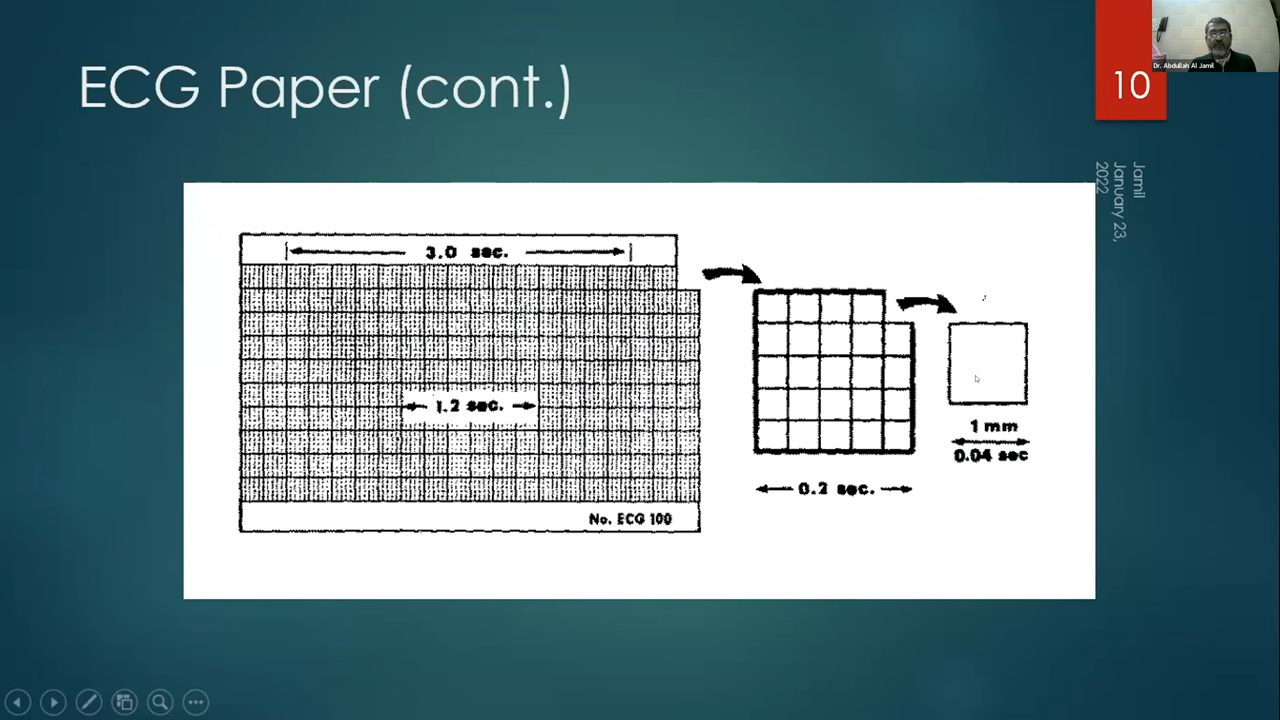 ECG Paper (cont.)
10
Dr. Abdullah Al Jamil
Jamil
January 23,
2022
3.0 sec.
1.2 sec.
No. ECG 100
0.2 sec.
1 mm
0.04 sec